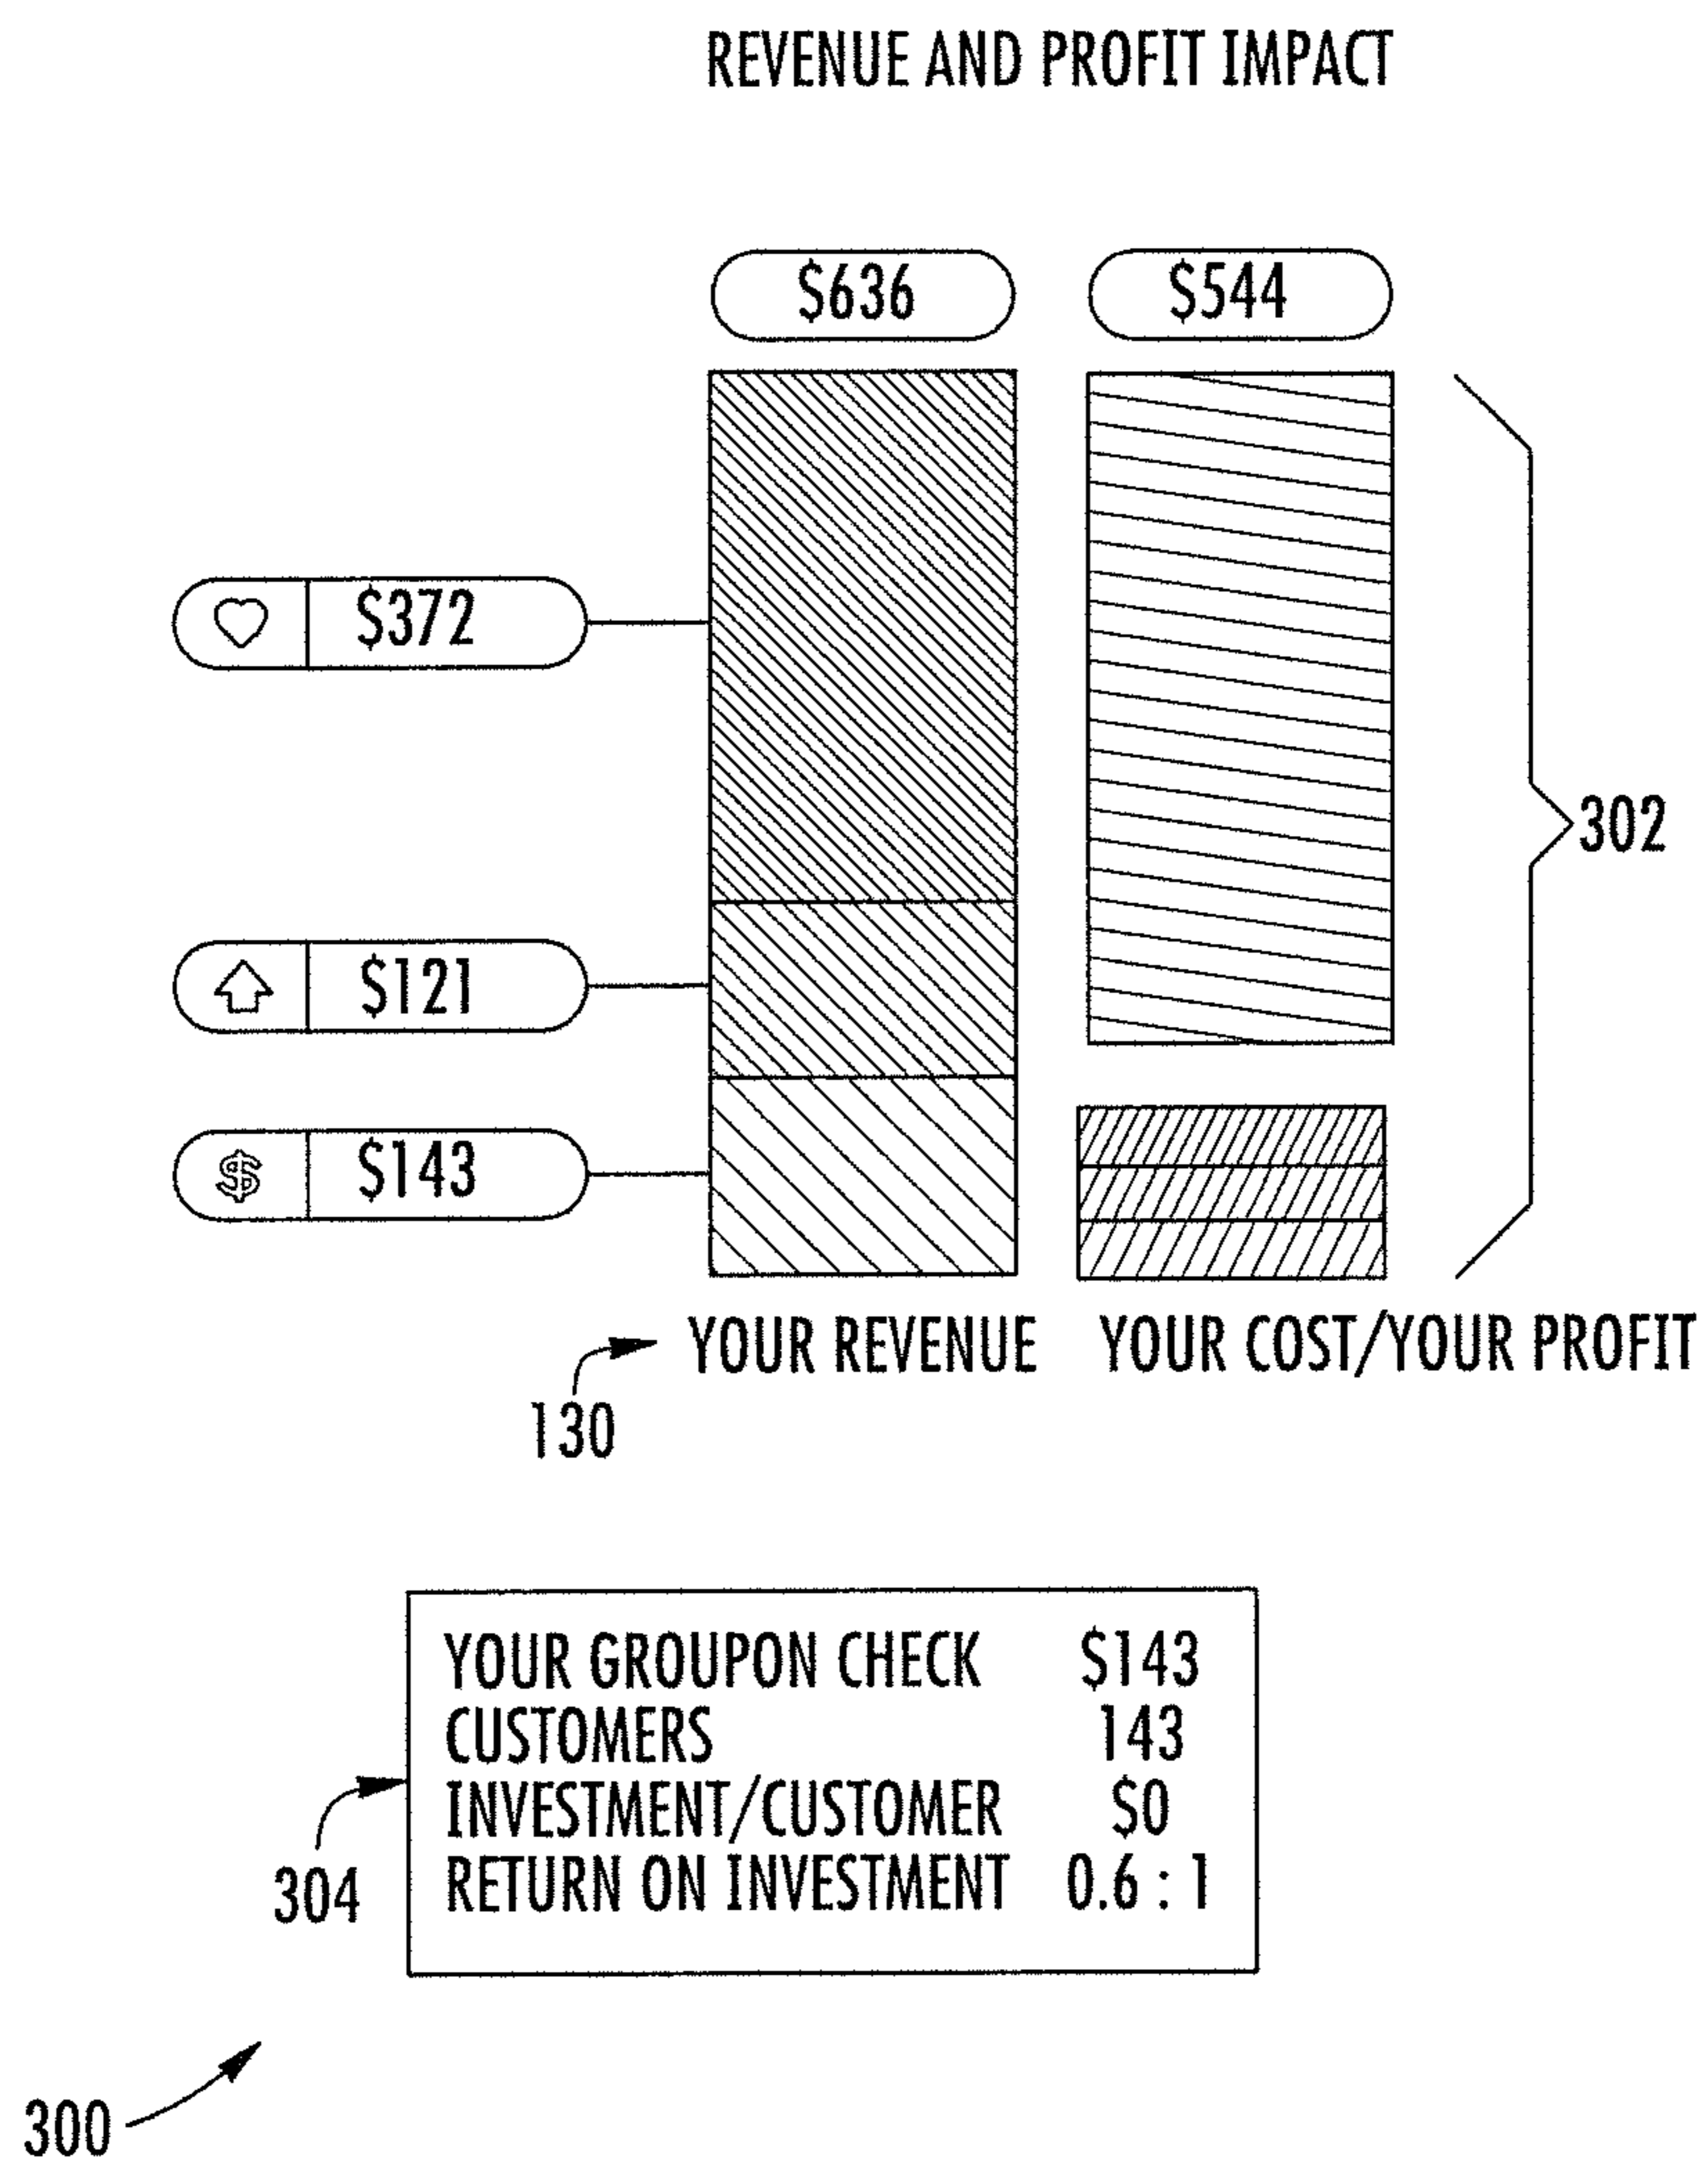 REVENUE AND PROFIT IMPACT
$636 $544
$372
302
$121
$ $143
YOUR REVENUE YOUR COST/YOUR PROFIT
130
YOUR GROUPON CHECK $143
CUSTOMERS 143
INVESTMENT/CUSTOMER $0
RETURN ON INVESTMENT 0.6 : 1
304
300